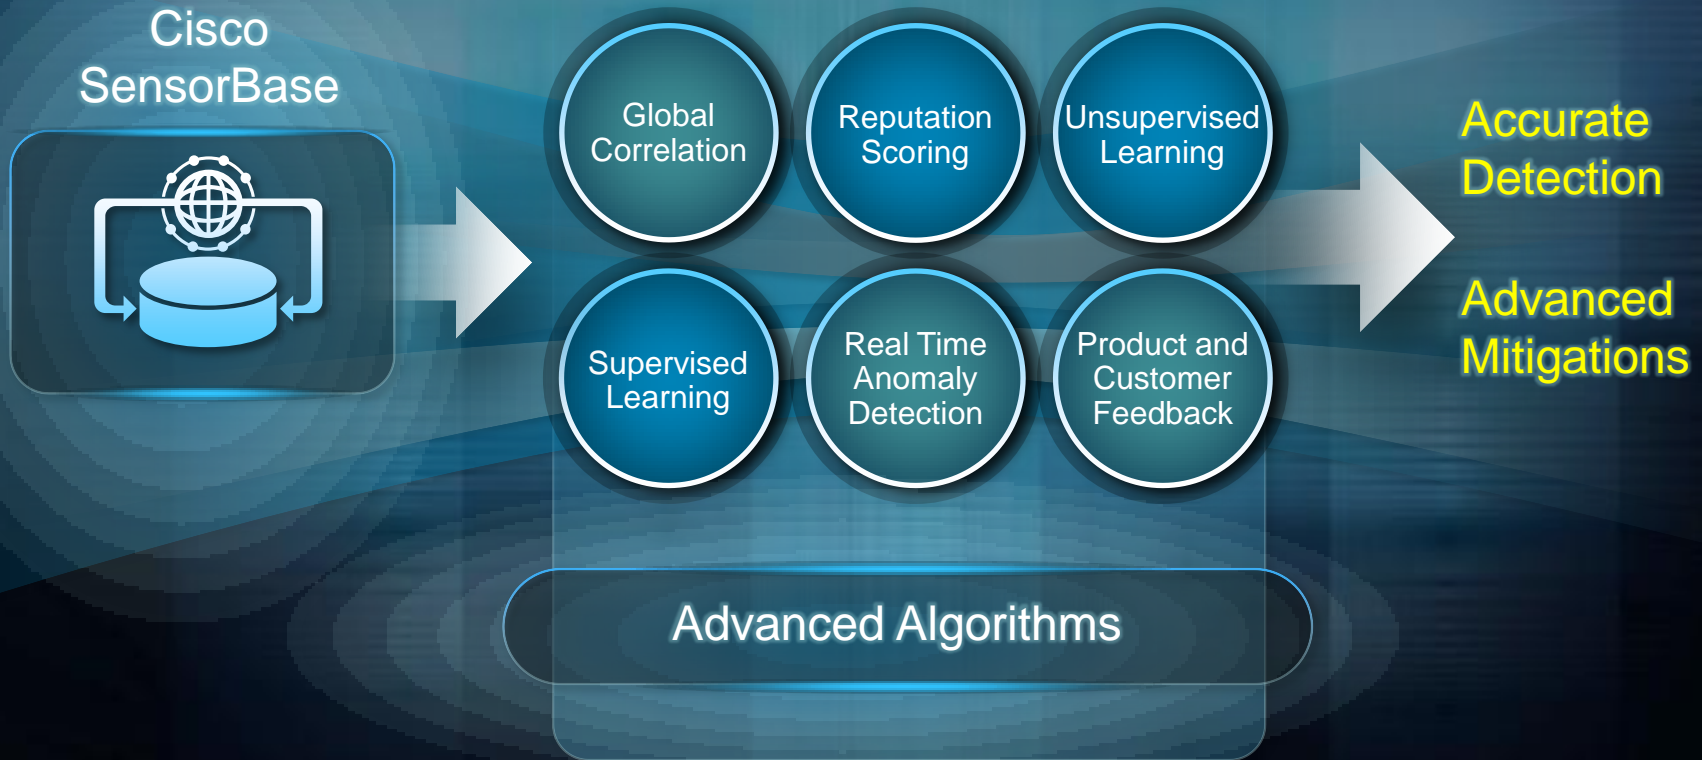 Cisco
SensorBase
Global
Correlation
Reputation
Scoring
Unsupervised
Learning
Supervised
Learning
Real Time
Anomaly
Detection
Product and
Customer
Feedback
Accurate
Detection
Advanced
Mitigations
Advanced Algorithms